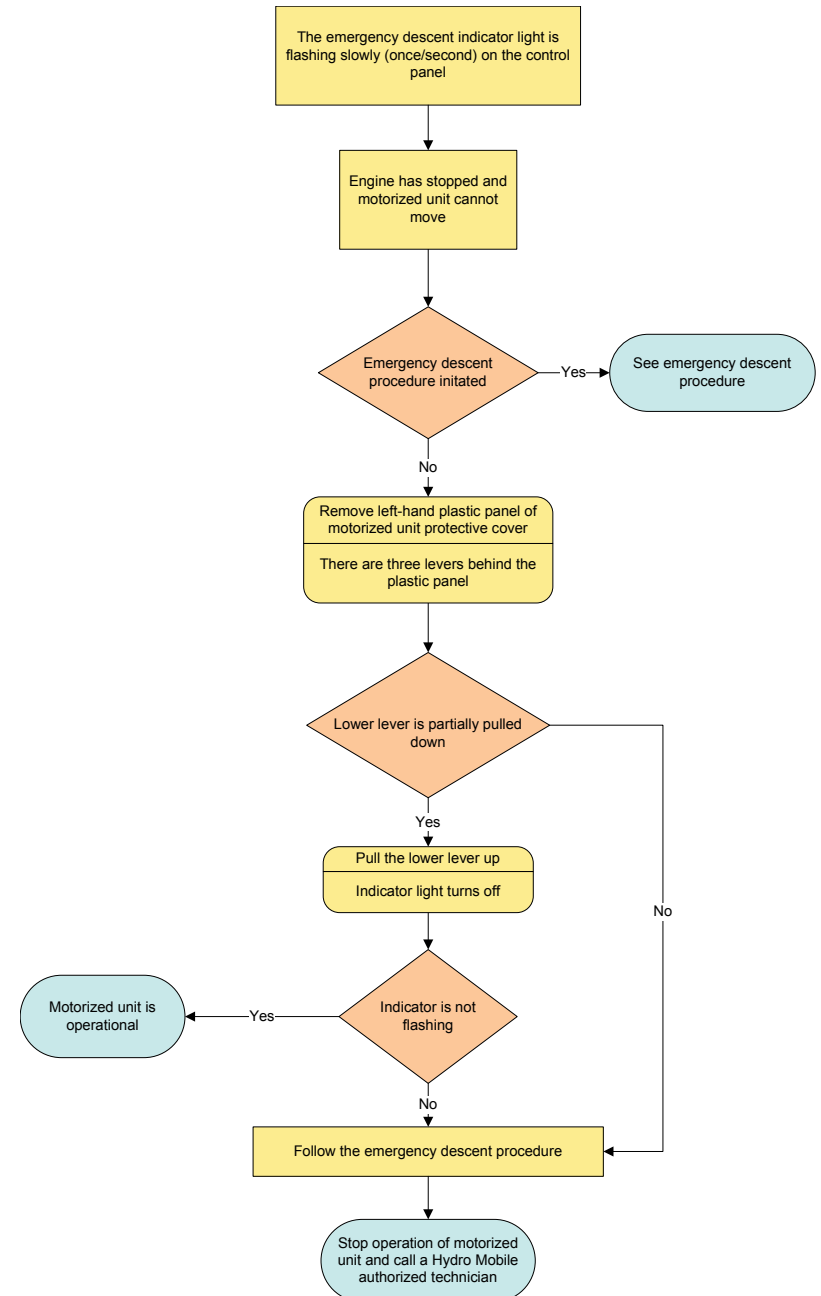 The emergency descent indicator light is
flashing slowly (once/second) on the control
panel
Engine has stopped and
motorized unit cannot
move
Emergency descent
procedure initated
Yes
See emergency descent
procedure
No
Remove left-hand plastic panel of
motorized unit protective cover
There are three levers behind the
plastic panel
Lower lever is partially pulled
down
Yes
Pull the lower lever up
Indicator light turns off
No
Indicator is not
flashing
Yes
Motorized unit is
operational
No
Follow the emergency descent procedure
Stop operation of motorized
unit and call a Hydro Mobile
authorized technician